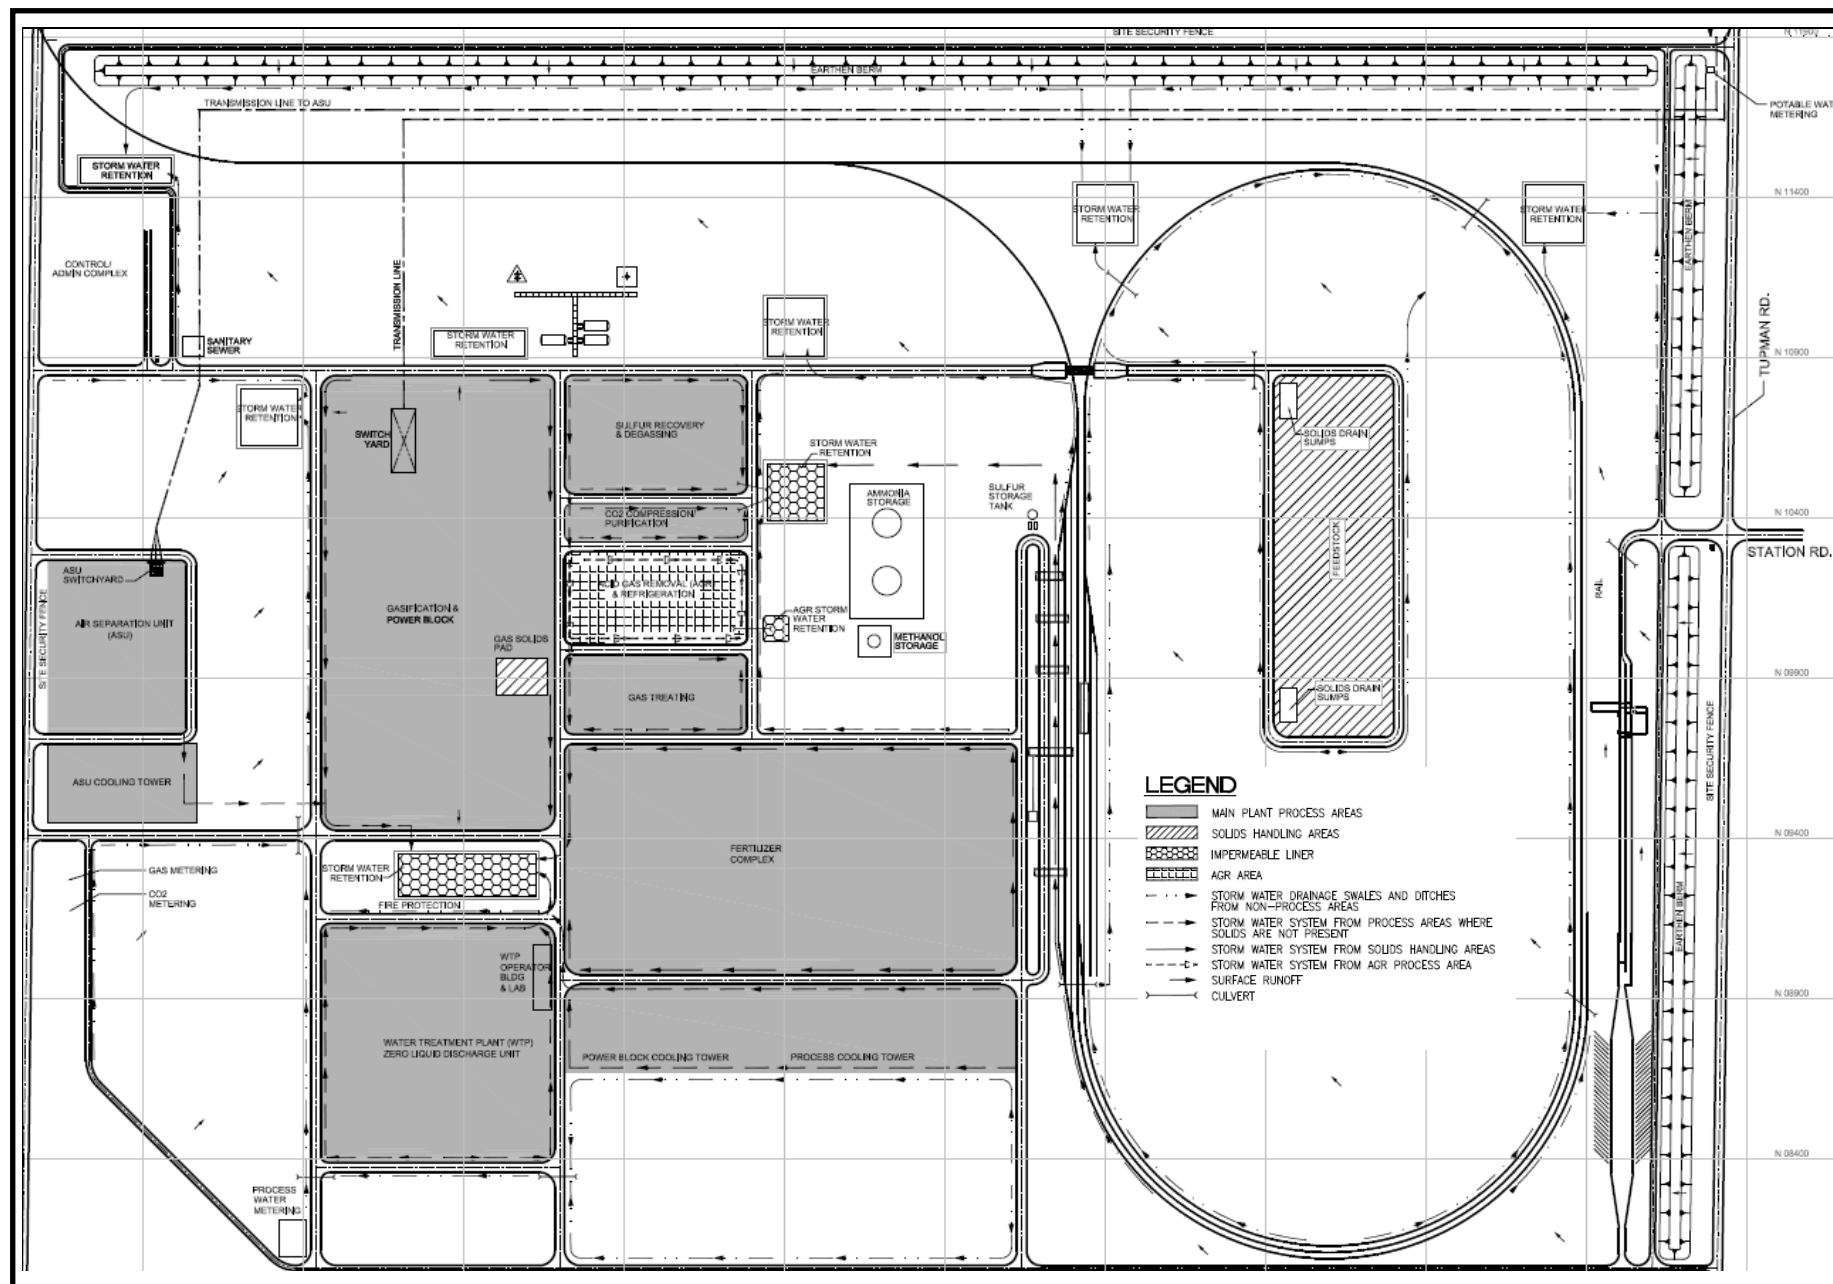 SITE SECURITY FENCE
N 11900
EARTHEN BERM
TRANSMISSION LINE TO ASU
POTABLE WAT
METERING
STORM WATER
RETENTION
N 11400
STORM WATER
RETENTION
STORM WATER
RETENTION
EARTHEN BERM
CONTROL/
ADMIN COMPLEX
TRANSMISSION LINE
SANITARY
SEWER
STORM WATER
RETENTION
STORM WATER
RETENTION
TUPMAN RD.
N 10900
STORM WATER
RETENTION
SWITCH
YARD
SULFUR RECOVERY
& DEGASSING
STORM WATER
RETENTION
SOLIDS DRAIN
SUMPS
AMMONIA
STORAGE
SULFUR
STORAGE
TANK
CO2 COMPRESSION/
PURIFICATION
N 10400
STATION RD.
FEEDSTOCK
ASU
SWITCHYARD
ACID GAS REMOVAL (AGR)
& REFRIGERATION
RAIL
SITE SECURITY FENCE
AIR SEPARATION UNIT
(ASU)
GASIFICATION &
POWER BLOCK
AGR STORM
WATER
RETENTION
GAS SOLIDS
PAD
METHANOL
STORAGE
N 09900
GAS TREATING
SOLIDS DRAIN
SUMPS
SITE SECURITY FENCE
ASU COOLING TOWER
LEGEND
MAIN PLANT PROCESS AREAS
SOLIDS HANDLING AREAS
IMPERMEABLE LINER
AGR AREA
STORM WATER DRAINAGE SWALES AND DITCHES
FROM NON-PROCESS AREAS
STORM WATER SYSTEM FROM PROCESS AREAS WHERE
SOLIDS ARE NOT PRESENT
STORM WATER SYSTEM FROM SOLIDS HANDLING AREAS
STORM WATER SYSTEM FROM AGR PROCESS AREA
SURFACE RUNOFF
CULVERT
N 09400
FERTILIZER
COMPLEX
GAS METERING
CO2
METERING
STORM WATER
RETENTION
FIRE PROTECTION
EARTHEN BERM
WTP
OPERATOR
BLDG
& LAB
N 08900
WATER TREATMENT PLANT (WTP)
ZERO LIQUID DISCHARGE UNIT
POWER BLOCK COOLING TOWER
PROCESS COOLING TOWER
N 08400
PROCESS
WATER
METERING